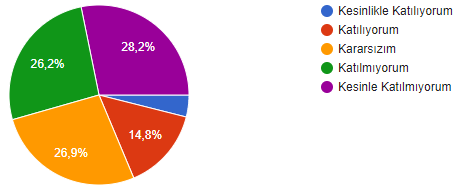 28,2%
26,2%
14,8%
26,9%
Kesinlikle Katılıyorum
Katılıyorum
Kararsızım
Katılmıyorum
Kesinle Katılmıyorum